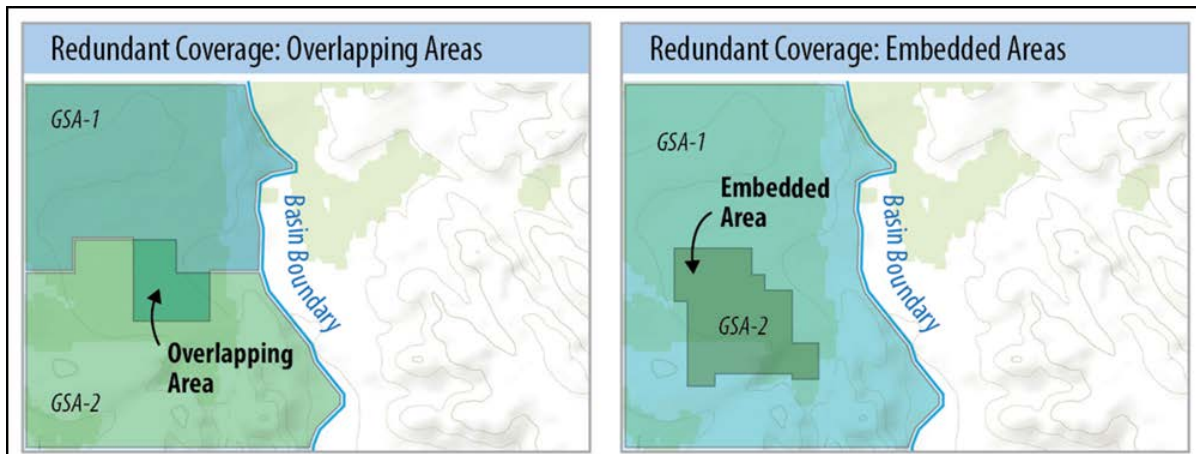 Redundant Coverage: Overlapping Areas
GSA-1
Basin Boundary
Overlapping
Area
GSA-2
Redundant Coverage: Embedded Areas
GSA-1
Embedded
Area
Basin Boundary
GSA-2